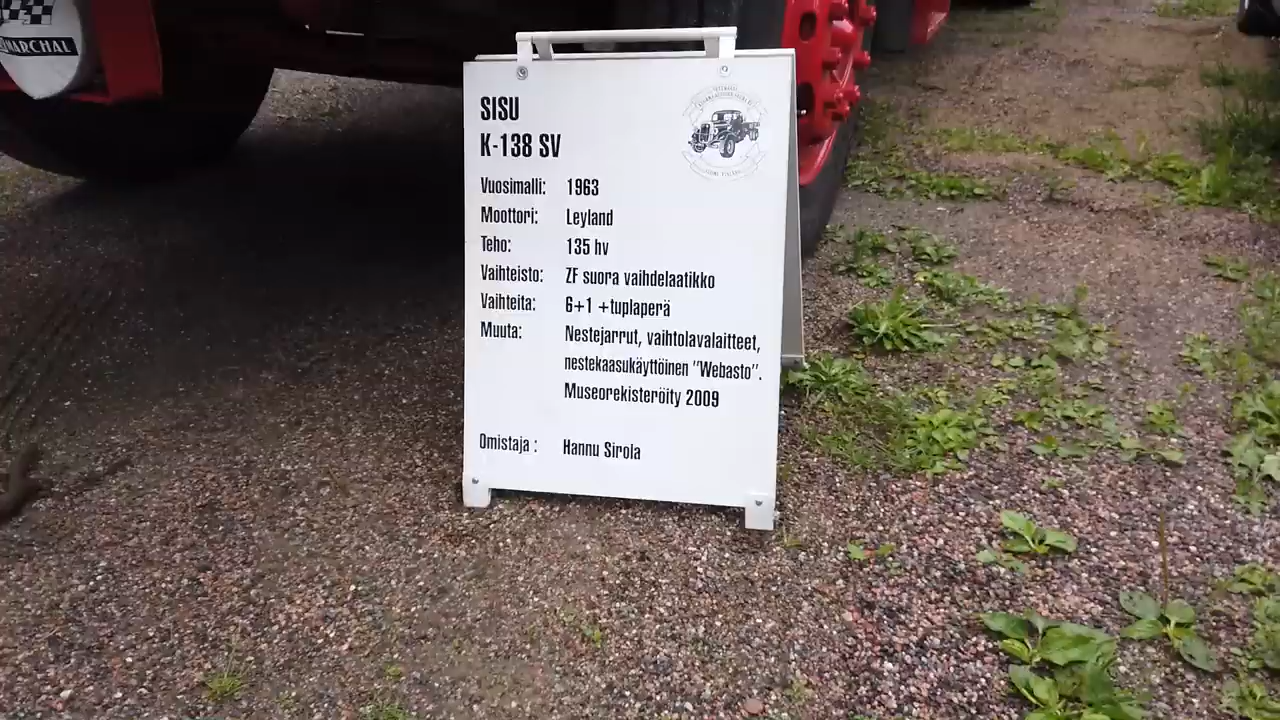 MARCHAL
SISU
K-138 SV
Vuosimalli: 1963
Moottori: Leyland
Teho: 135 hv
Vaihteisto: ZF suora vaihdelaatikko
Vaihteita: 6+1 +tuplaperä
Muuta: Nestejarrut, vaihtolavalaitteet,
nestekaasukäyttöinen "Webasto".
Museorekisteröity 2009
Omistaja : Hannu Sirola